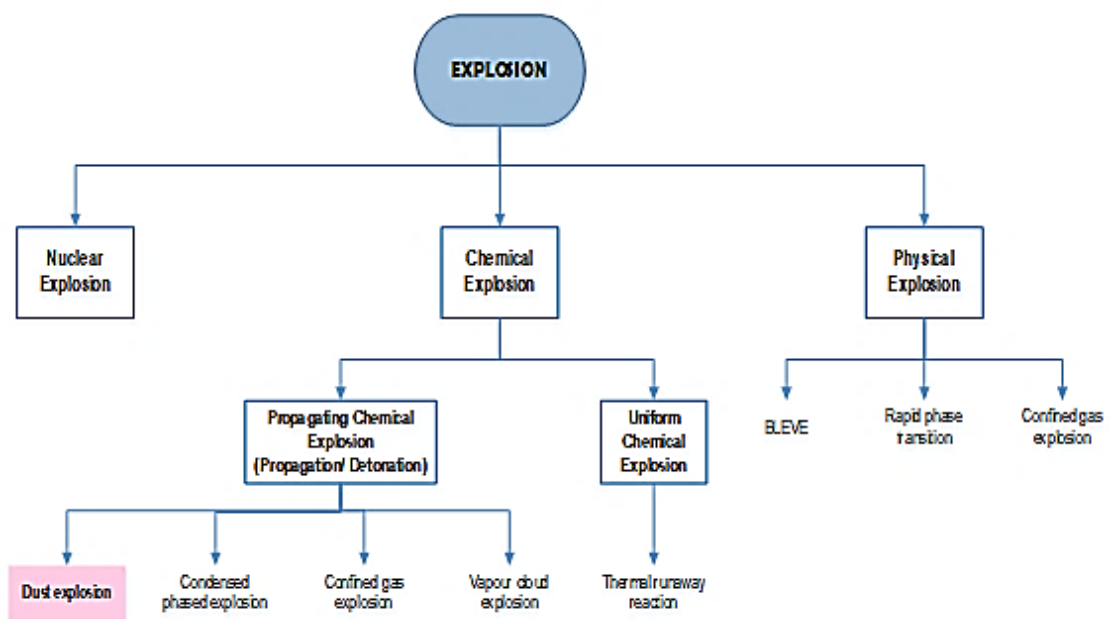 EXPLOSION
Nuclear
Explosion
Chemical
Explosion
Physical
Explosion
Propagating Chemical
Explosion
(Propagation/ Detonation)
Uniform
Chemical
Explosion
BLEVE
Rapid phase
transition
Confined gas
explosion
Dust explosion
Condensed
phased explosion
Confined gas
explosion
Vapour cloud
explosion
Thermal runaway
reaction